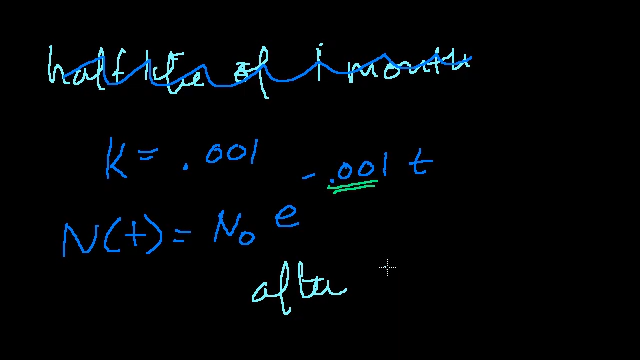 half life of 1 month
K = .001
N(t) = N₀ e^(-.001 t)
after